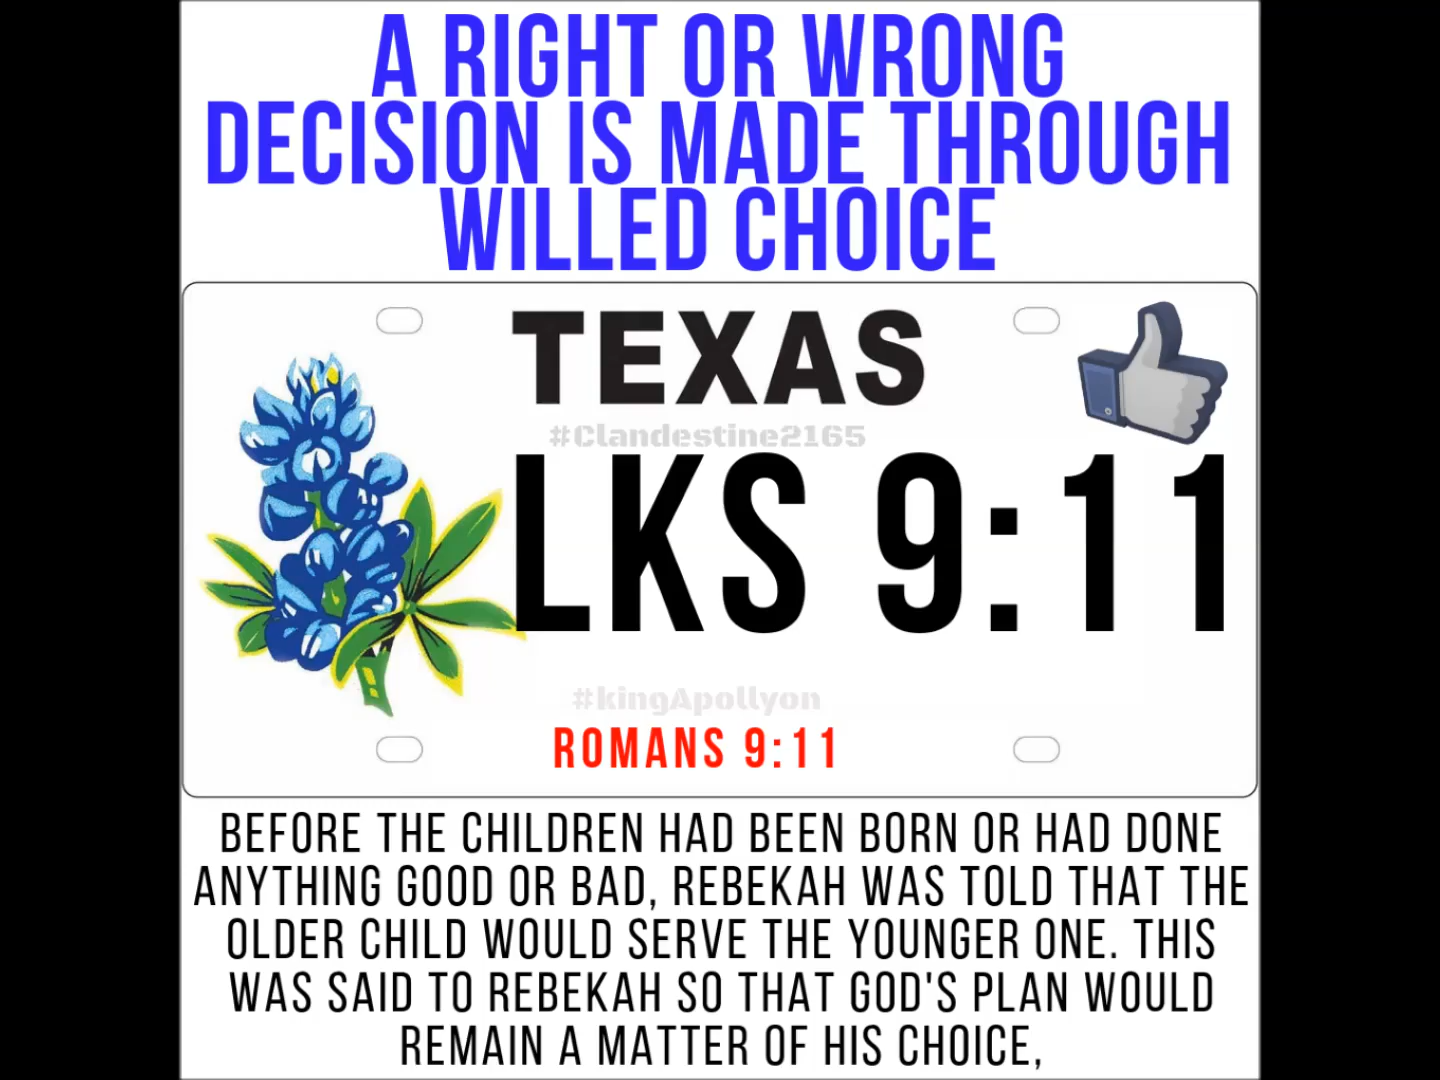 A RIGHT OR WRONG
DECISION IS MADE THROUGH
WILLED CHOICE
TEXAS
#Clandestine2165
LKS 9:11
#kingApollyon
ROMANS 9:11
BEFORE THE CHILDREN HAD BEEN BORN OR HAD DONE
ANYTHING GOOD OR BAD, REBEKAH WAS TOLD THAT THE
OLDER CHILD WOULD SERVE THE YOUNGER ONE. THIS
WAS SAID TO REBEKAH SO THAT GOD'S PLAN WOULD
REMAIN A MATTER OF HIS CHOICE,